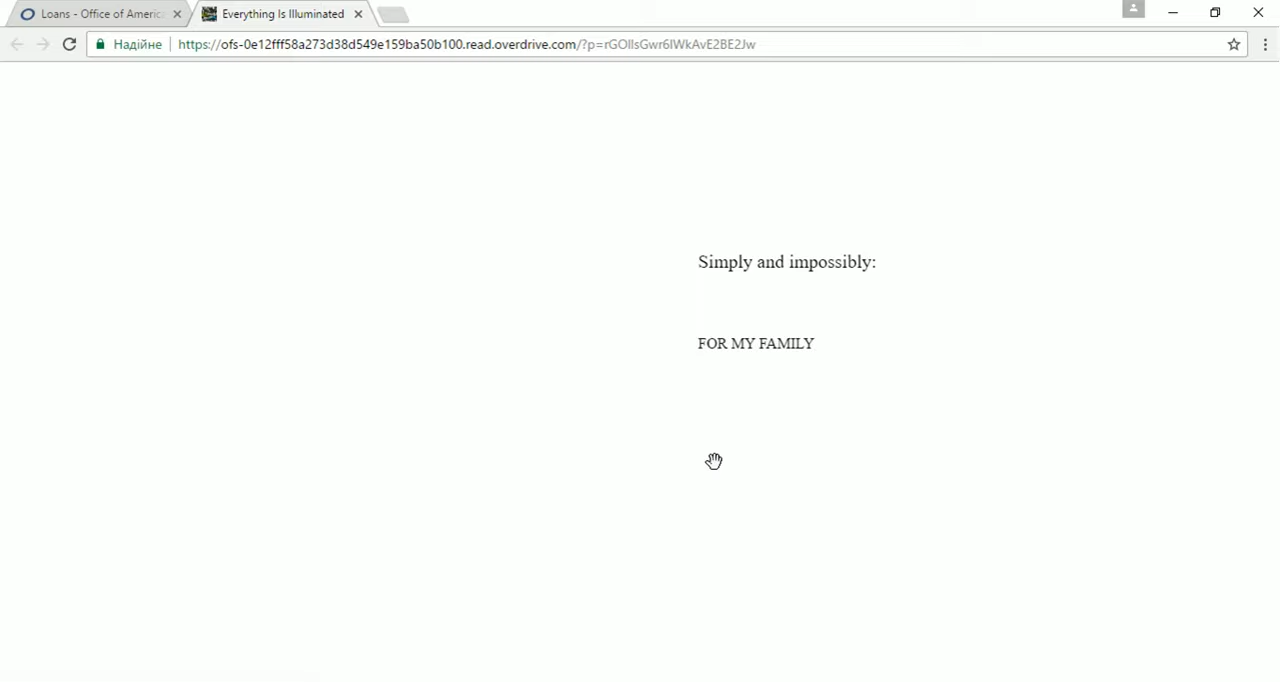 Loans - Office of Americ
Everything Is Illuminated
Надійне
https://ofs-0e12fff58a273d38d549e159ba50b100.read.overdrive.com/?p=rGOIlsGwr6IWkAvE2BE2Jw
Simply and impossibly:
FOR MY FAMILY